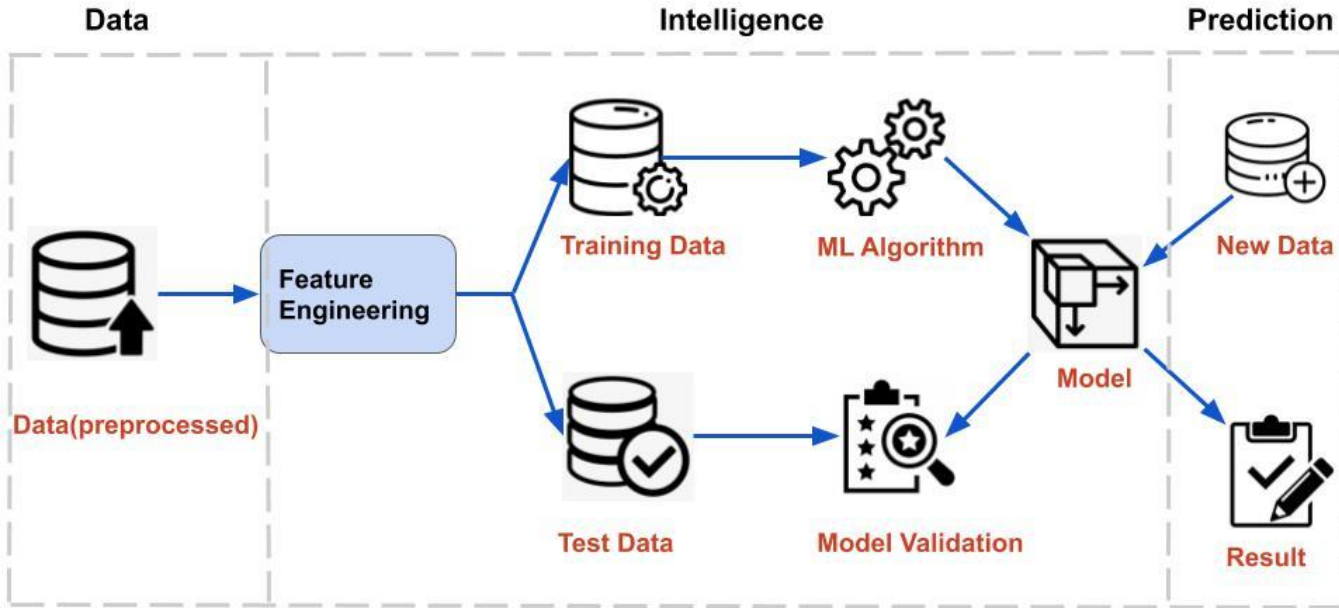 Data
Intelligence
Prediction
Data(preprocessed)
Feature
Engineering
Training Data
ML Algorithm
New Data
Model
Test Data
Model Validation
Result